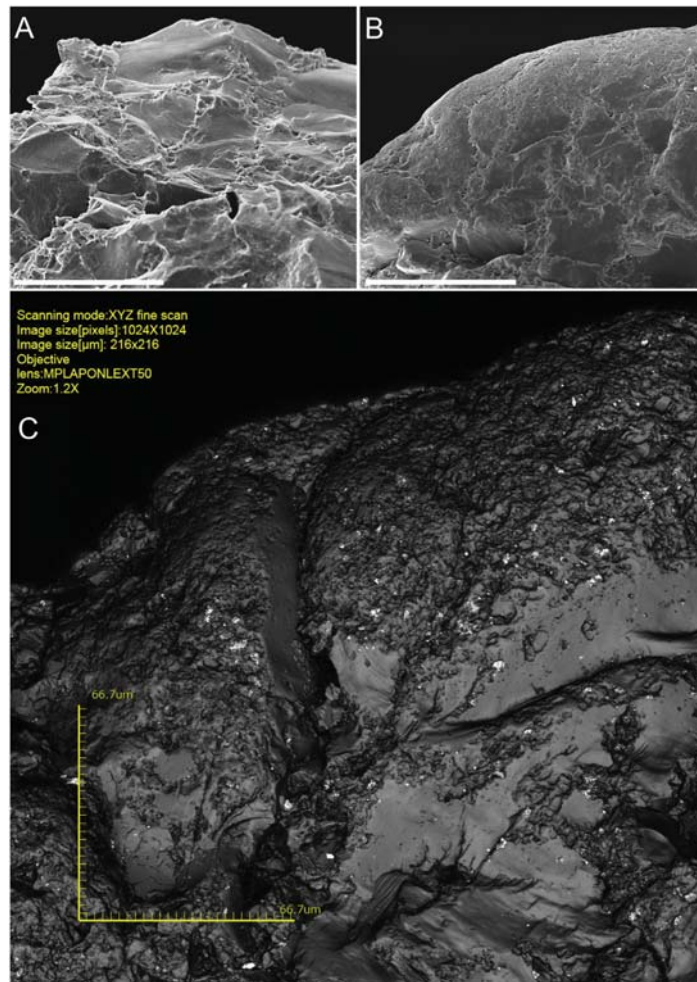 A
B
Scanning mode:XYZ fine scan
Image size[pixels]:1024X1024
Image size[µm]: 216x216
Objective
lens:MPLAPONLEXT50
Zoom:1.2X
C
66.7um
66.7um